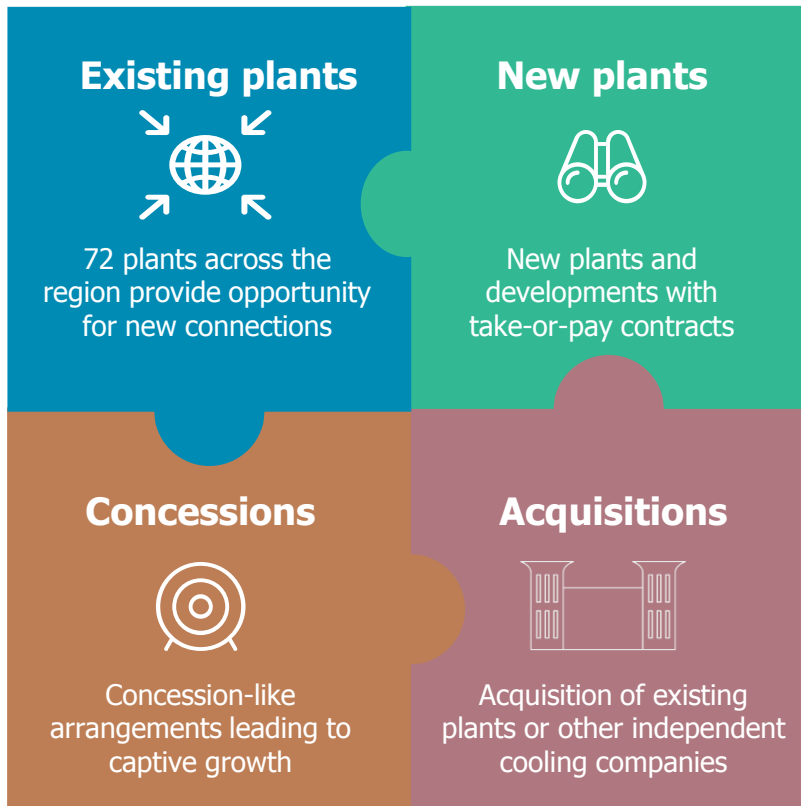 Existing plants
72 plants across the
region provide opportunity
for new connections
New plants
New plants and
developments with
take-or-pay contracts
Concessions
Concession-like
arrangements leading to
captive growth
Acquisitions
Acquisition of existing
plants or other independent
cooling companies